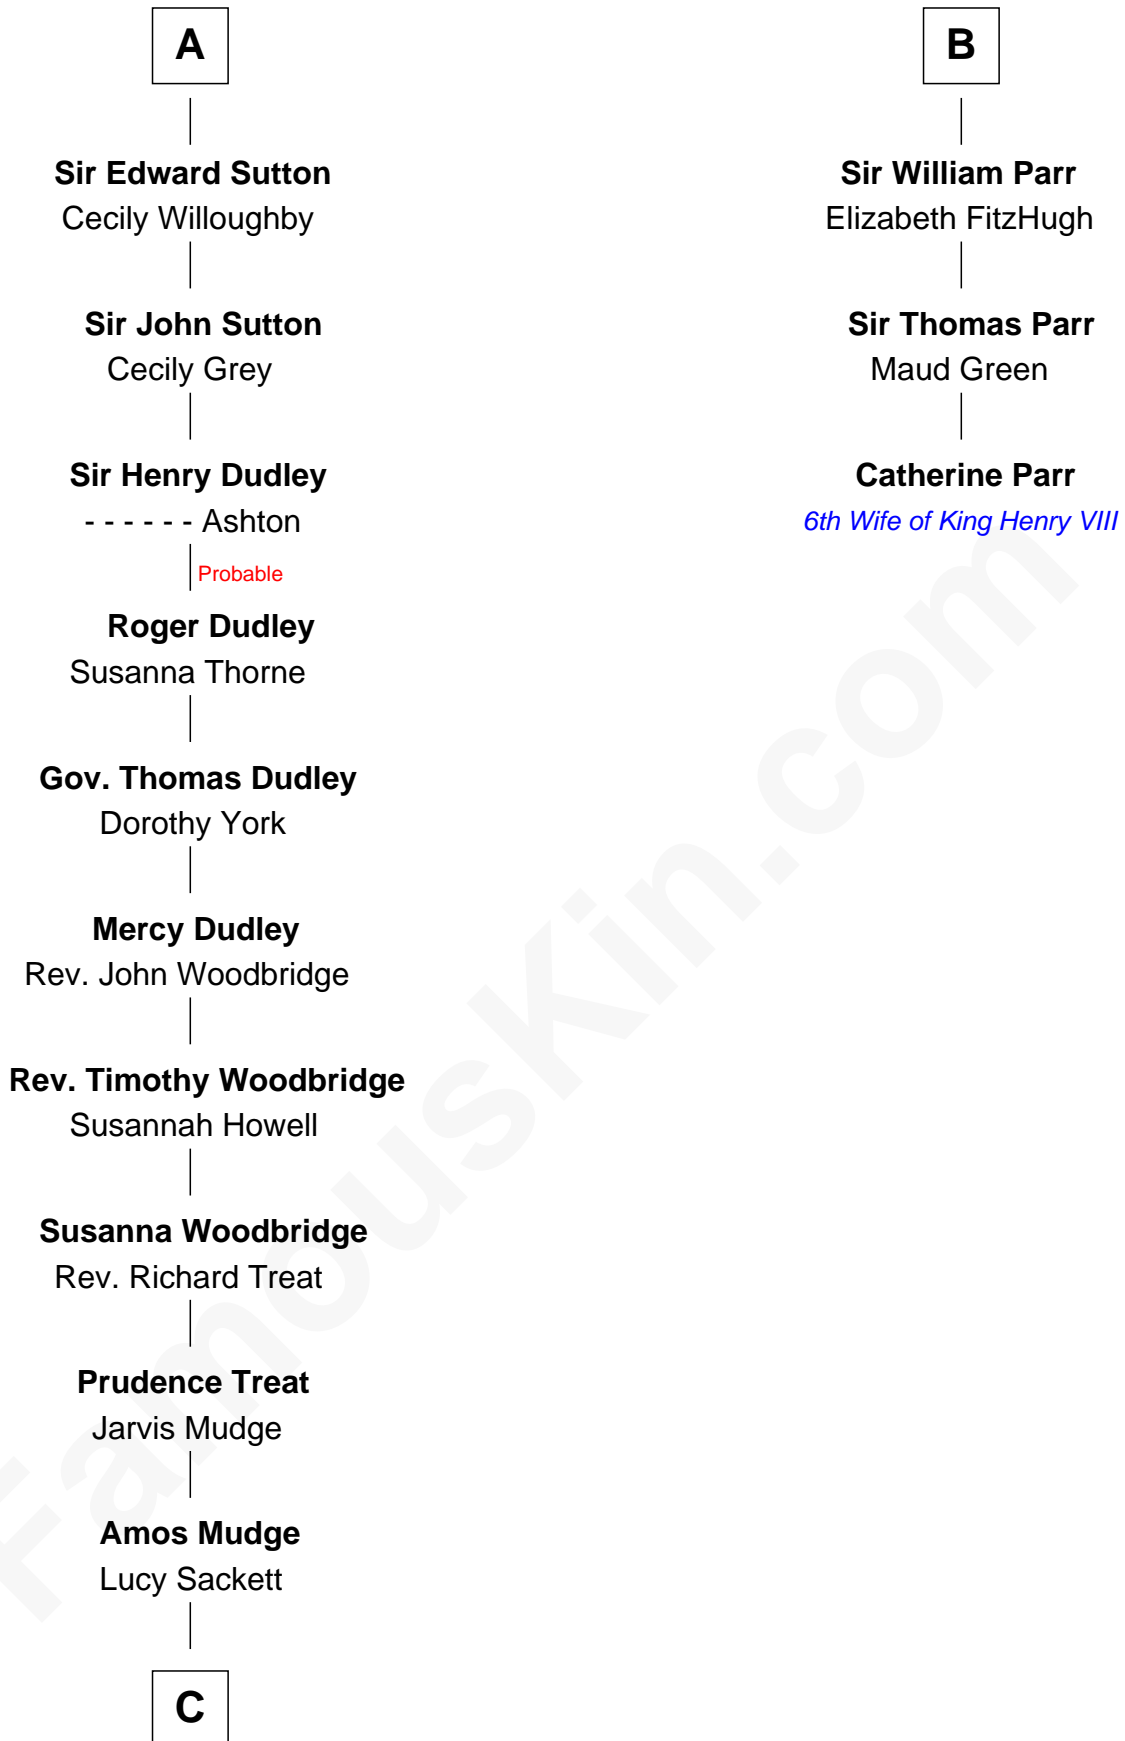 A
Sir Edward Sutton
Cecily Willoughby
Sir John Sutton
Cecily Grey
Sir Henry Dudley
- - - - - - Ashton
Probable
Roger Dudley
Susanna Thorne
Gov. Thomas Dudley
Dorothy York
Mercy Dudley
Rev. John Woodbridge
Rev. Timothy Woodbridge
Susannah Howell
Susanna Woodbridge
Rev. Richard Treat
Prudence Treat
Jarvis Mudge
Amos Mudge
Lucy Sackett
C
B
Sir William Parr
Elizabeth FitzHugh
Sir Thomas Parr
Maud Green
Catherine Parr
6th Wife of King Henry VIII
FamousKin.com